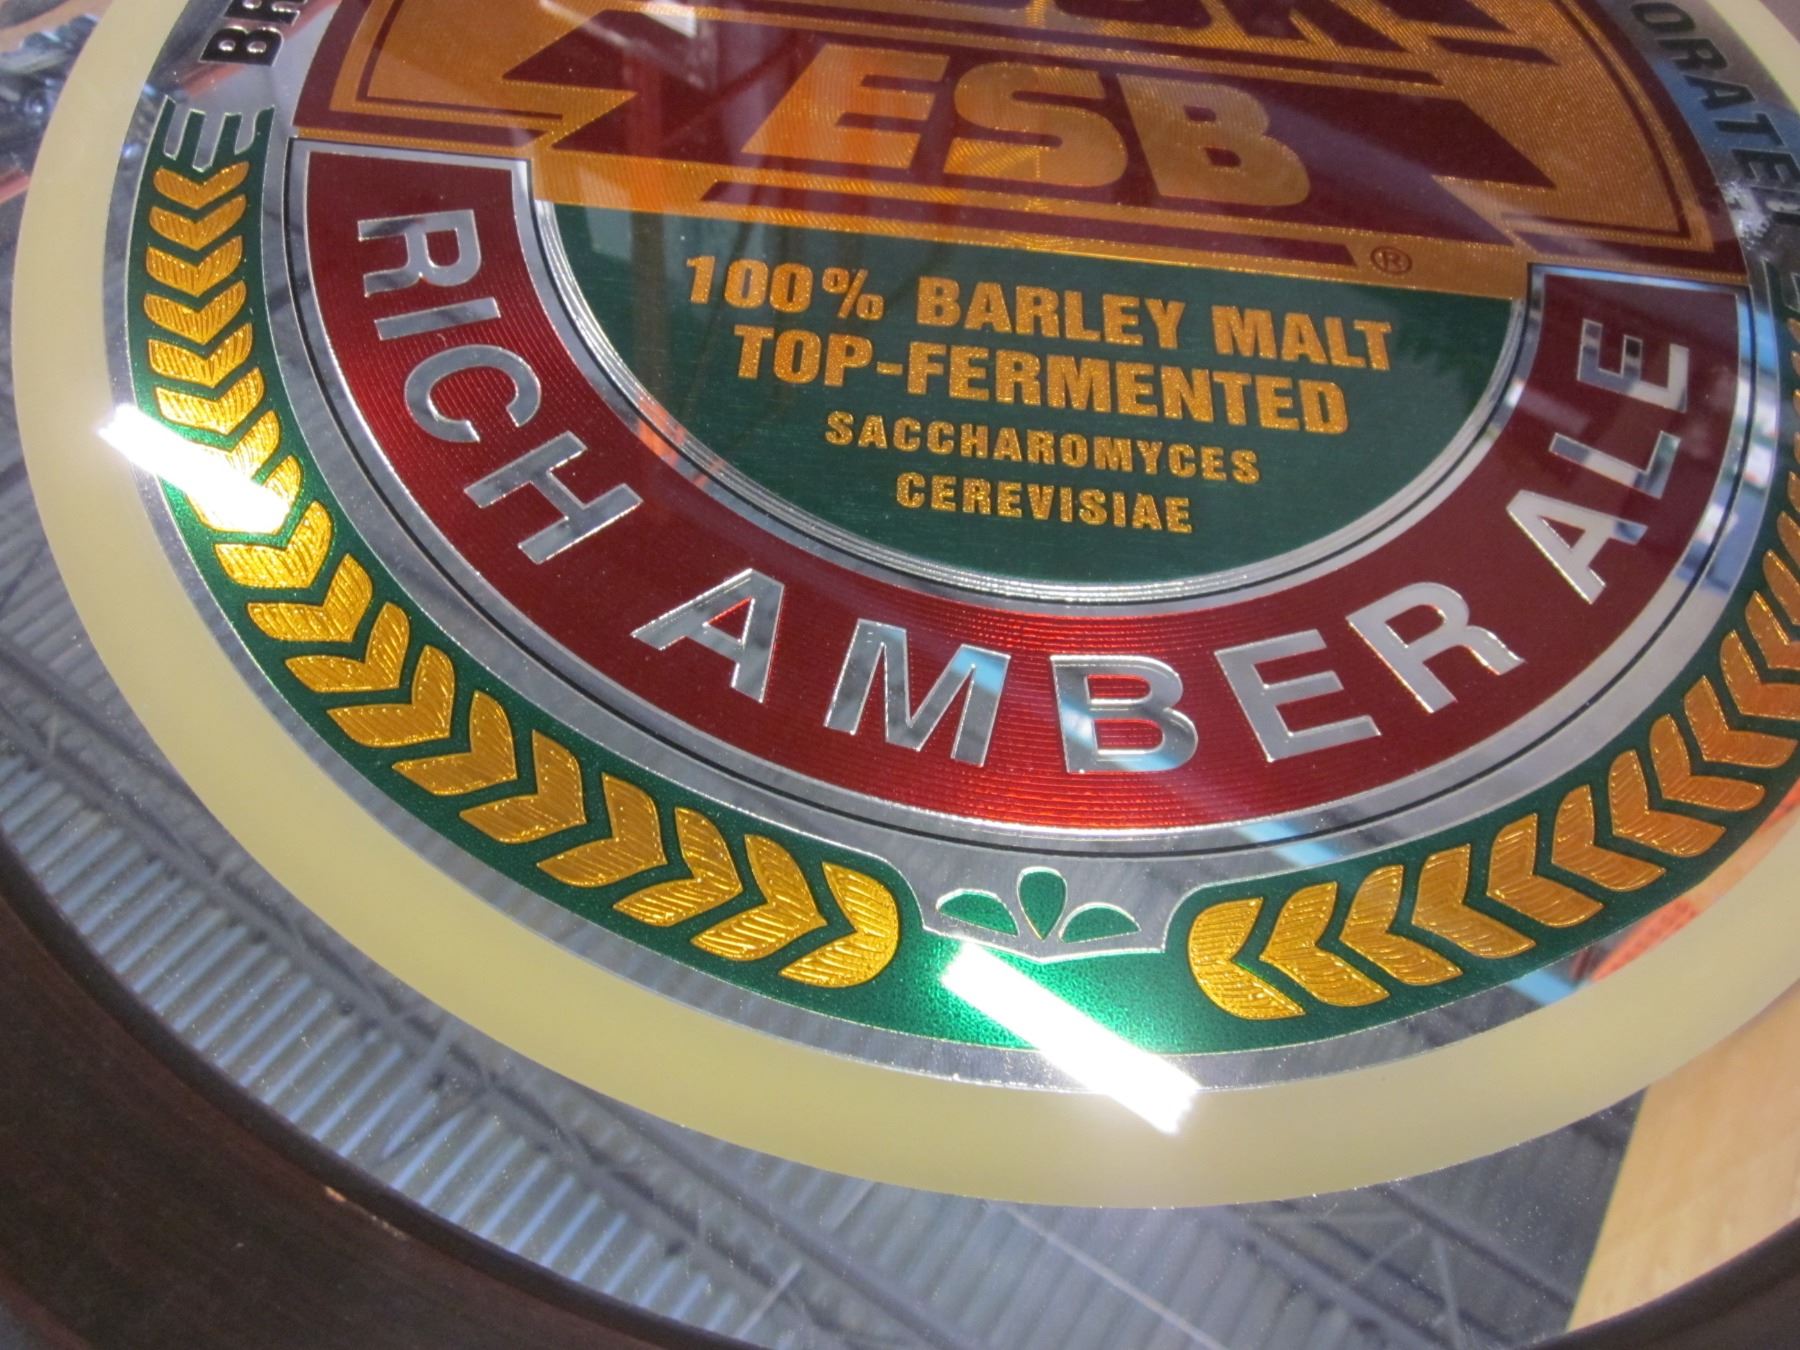 ESB
®
100% BARLEY MALT
TOP-FERMENTED
SACCHAROMYCES
CEREVISIAE
RICH AMBER ALE